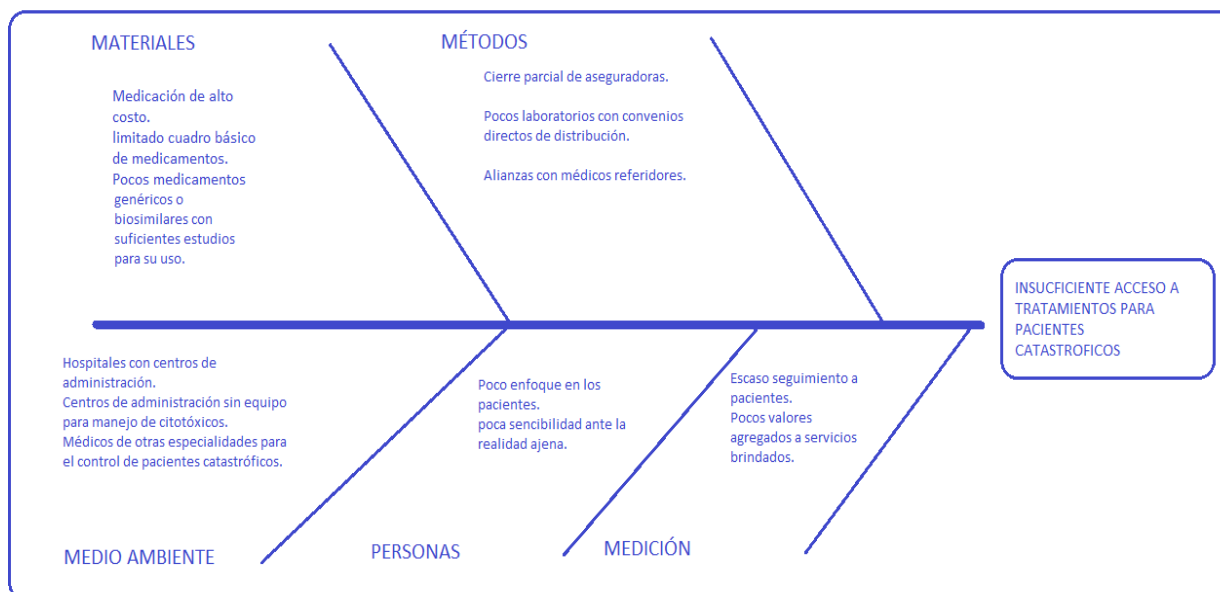 MATERIALES
Medicación de alto
costo.
limitado cuadro básico
de medicamentos.
Pocos medicamentos
genéricos o
biosimilares con
suficientes estudios
para su uso.
MÉTODOS
Cierre parcial de aseguradoras.
Pocos laboratorios con convenios
directos de distribución.
Alianzas con médicos referidores.
INSUCFICIENTE ACCESO A
TRATAMIENTOS PARA
PACIENTES
CATASTROFICOS
Hospitales con centros de
administración.
Centros de administración sin equipo
para manejo de citotóxicos.
Médicos de otras especialidades para
el control de pacientes catastróficos.
MEDIO AMBIENTE
Poco enfoque en los
pacientes.
poca sencibilidad ante la
realidad ajena.
PERSONAS
Escaso seguimiento a
pacientes.
Pocos valores
agregados a servicios
brindados.
MEDICIÓN